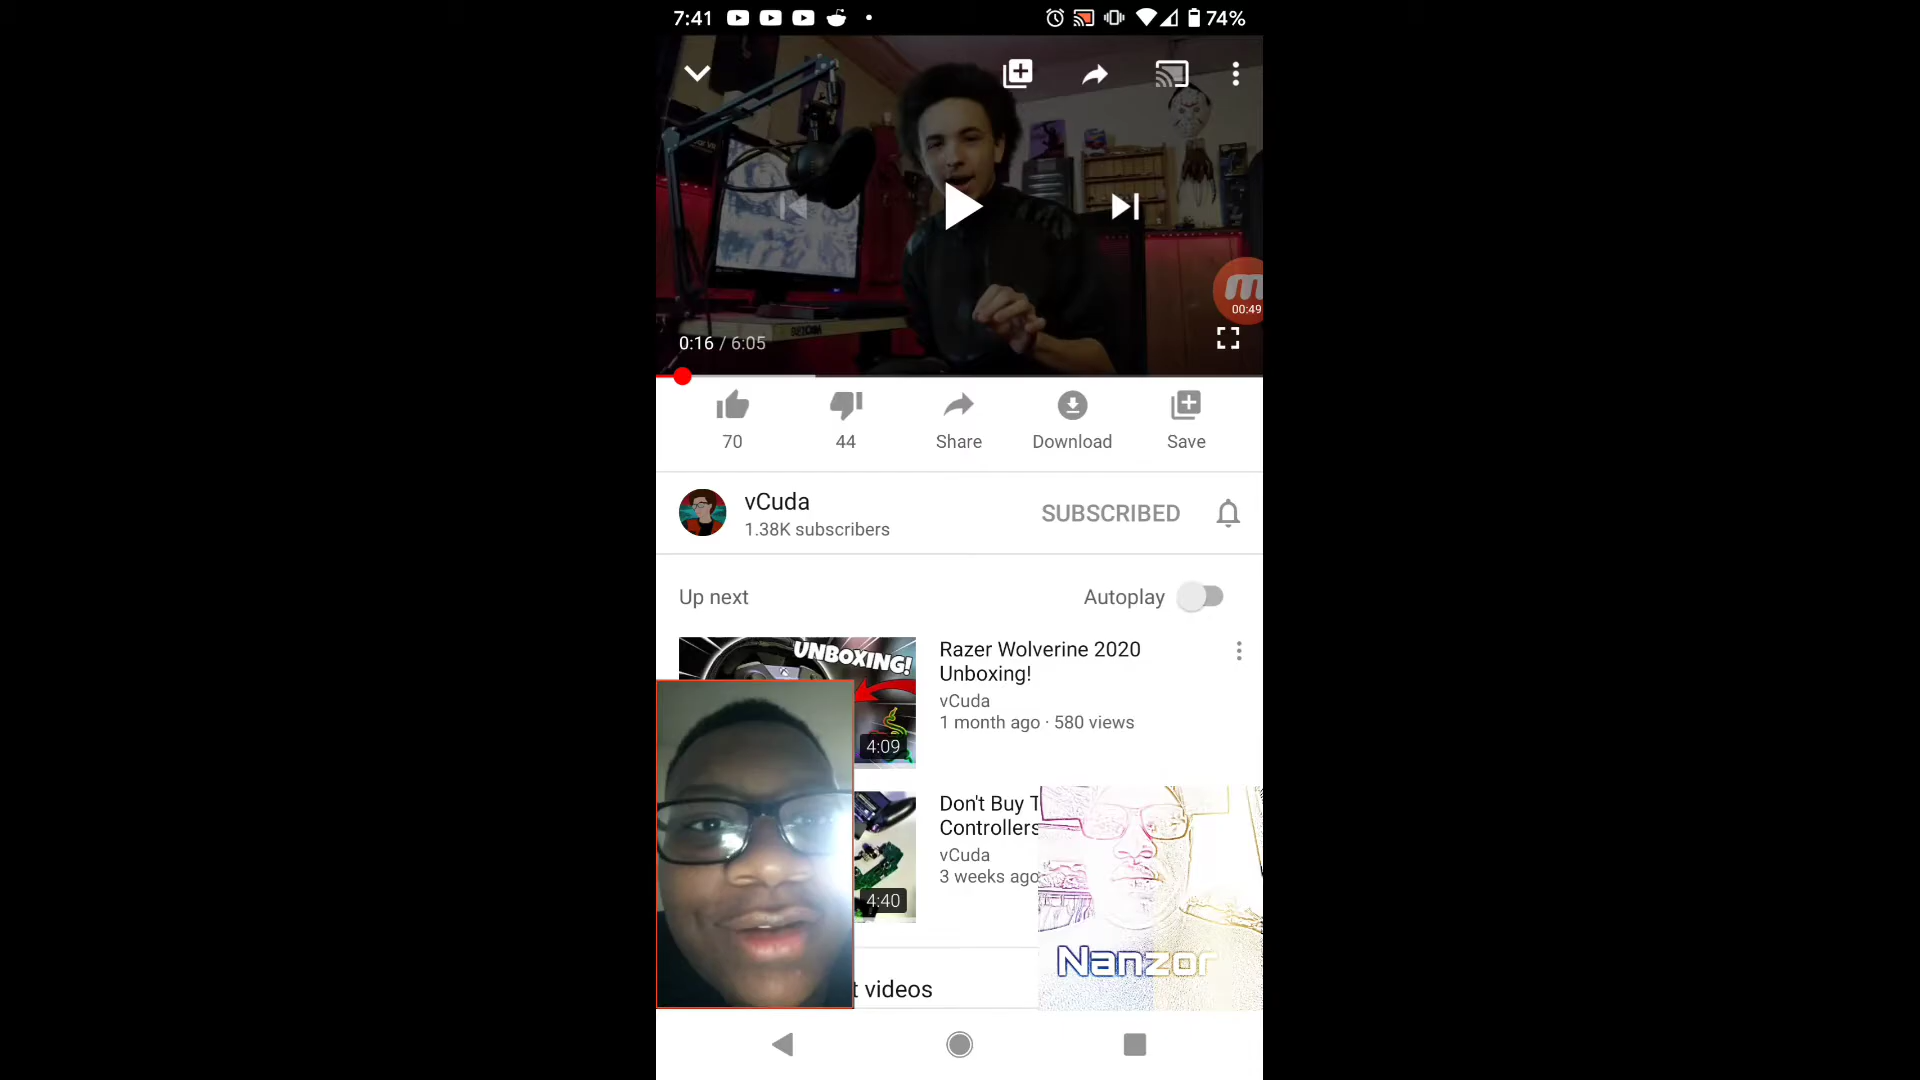 7:41
74%
00:49
0:16 / 6:05
70
44
Share
Download
Save
vCuda
1.38K subscribers
SUBSCRIBED
Up next
Autoplay
UNBOXING!
4:09
Razer Wolverine 2020
Unboxing!
vCuda
1 month ago · 580 views
4:40
Don't Buy T
Controllers
vCuda
3 weeks ago
Nanzor
t videos